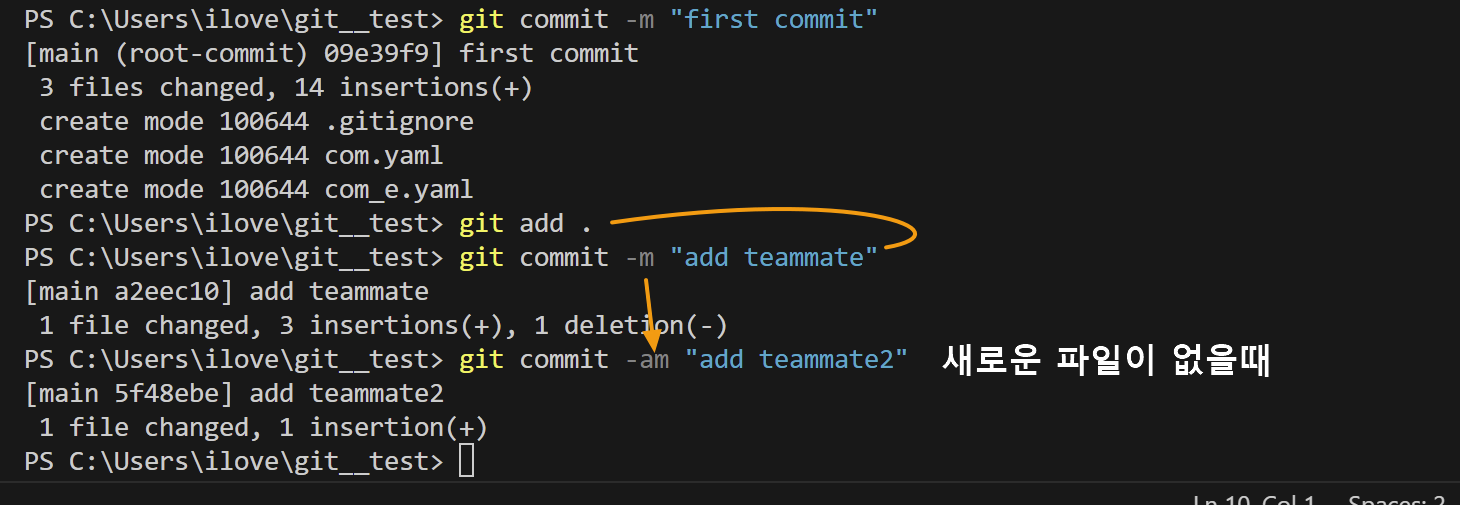 PS C:\Users\ilove\git__test> git commit -m "first commit"
[main (root-commit) 09e39f9] first commit
 3 files changed, 14 insertions(+)
 create mode 100644 .gitignore
 create mode 100644 com.yaml
 create mode 100644 com_e.yaml
PS C:\Users\ilove\git__test> git add .
PS C:\Users\ilove\git__test> git commit -m "add teammate"
[main a2eec10] add teammate
 1 file changed, 3 insertions(+), 1 deletion(-)
PS C:\Users\ilove\git__test> git commit -am "add teammate2" 새로운 파일이 없을때
[main 5f48ebe] add teammate2
 1 file changed, 1 insertion(+)
PS C:\Users\ilove\git__test>
Ln 10, Col 1 Spaces: 2